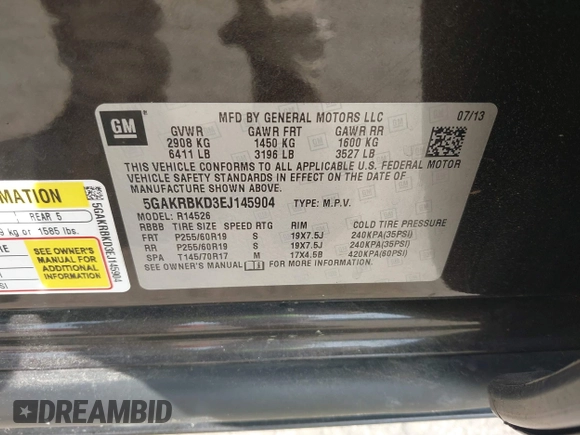 GM
MFD BY GENERAL MOTORS LLC 07/13
GVWR GAWR FRT GAWR RR
2908 KG 1450 KG 1600 KG
6411 LB 3196 LB 3527 LB
THIS VEHICLE CONFORMS TO ALL APPLICABLE U.S. FEDERAL MOTOR
VEHICLE SAFETY STANDARDS IN EFFECT ON THE DATE OF
MANUFACTURE SHOWN ABOVE.
5GAKRBKD3EJ145904 TYPE: M.P.V.
MODEL: R14526
RBBB TIRE SIZE SPEED RTG RIM COLD TIRE PRESSURE
FRT P255/60R19 S 19X7.5J 240KPA(35PSI)
RR P255/60R19 S 19X7.5J 240KPA(35PSI)
SPA T145/70R17 M 17X4.5B 420KPA(60PSI)
SEE OWNER'S MANUAL FOR MORE INFORMATION.
RMATION
1 REAR 5
9 kg or 1585 lbs.
SEE OWNER'S
MANUAL FOR
ADDITIONAL
INFORMATION
5GAKRBKD3EJ145904
DREAMBID